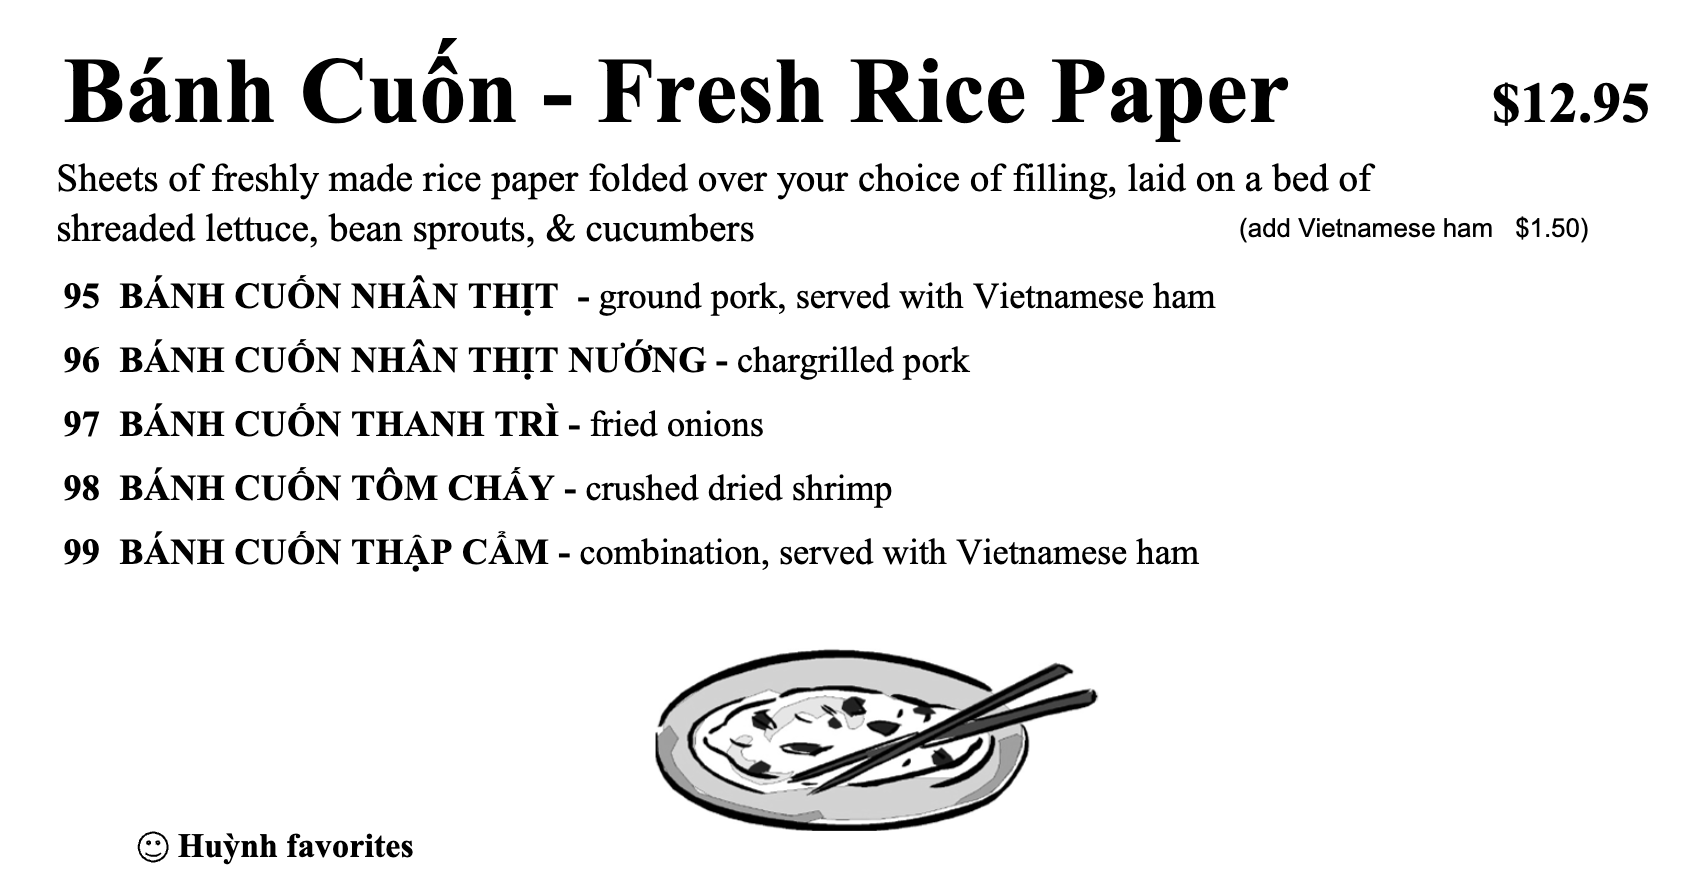 Bánh Cuốn - Fresh Rice Paper $12.95
Sheets of freshly made rice paper folded over your choice of filling, laid on a bed of
shreaded lettuce, bean sprouts, & cucumbers (add Vietnamese ham $1.50)
95 BÁNH CUỐN NHÂN THỊT - ground pork, served with Vietnamese ham
96 BÁNH CUỐN NHÂN THỊT NƯỚNG - chargrilled pork
97 BÁNH CUỐN THANH TRÌ - fried onions
98 BÁNH CUỐN TÔM CHẤY - crushed dried shrimp
99 BÁNH CUỐN THẬP CẨM - combination, served with Vietnamese ham
☺ Huỳnh favorites